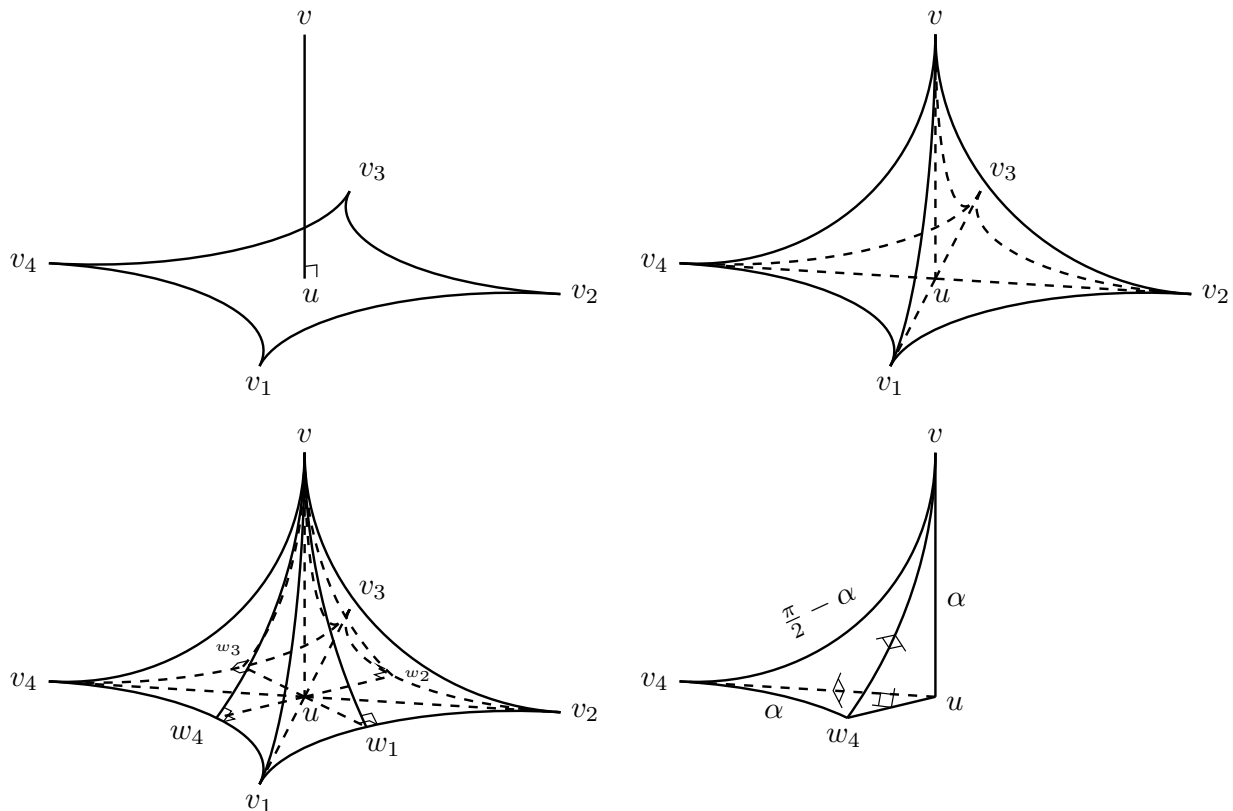 v
v₃
v₄
u
v₂
v₁
v
v₃
v₄
u
v₂
v₁
v
v₃
w₃
w₂
v₄
u
v₂
w₄
w₁
v₁
v
π/2 − α
α
v₄
α
u
w₄